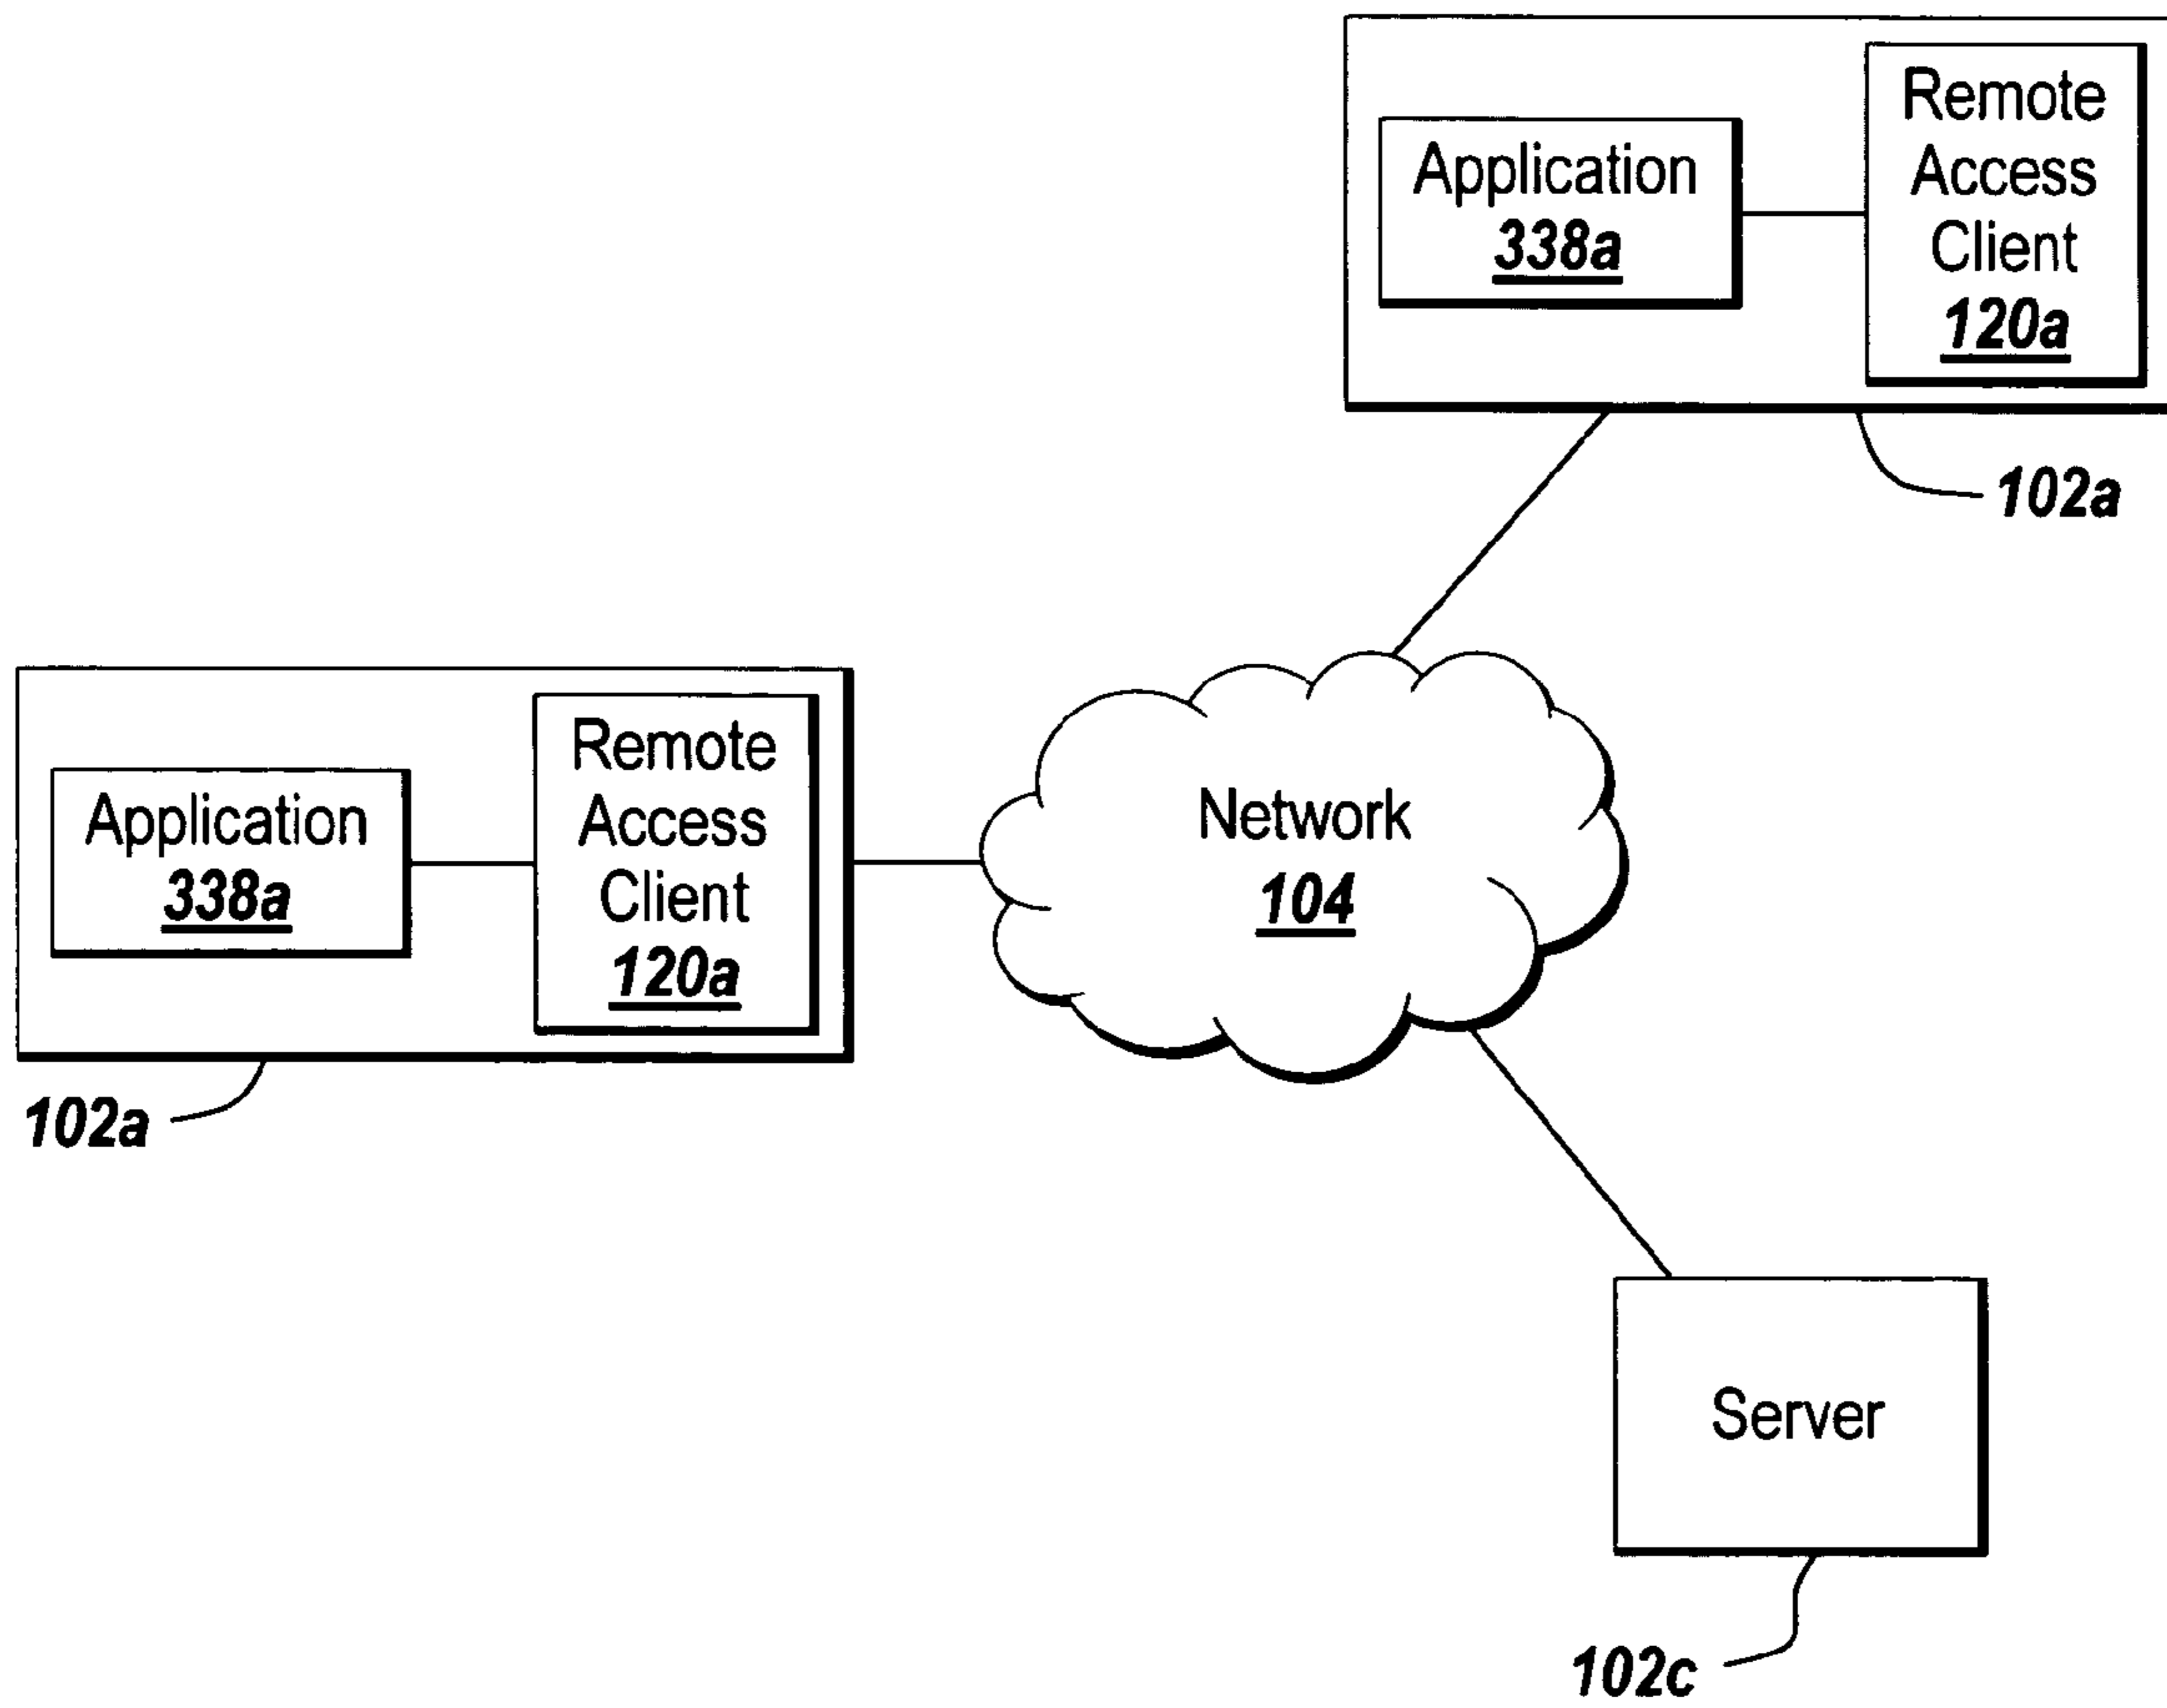 Application
338a
Remote
Access
Client
120a
102a
Application
338a
Remote
Access
Client
120a
102a
Network
104
Server
102c